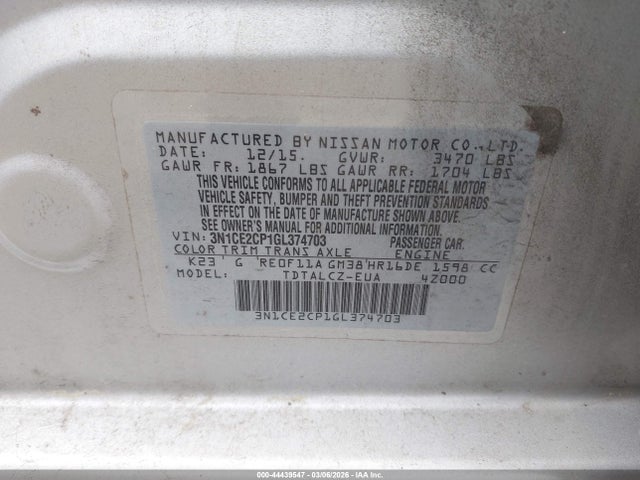 MANUFACTURED BY NISSAN MOTOR CO., LTD.
DATE: 12/15. GVWR: 3470 LBS
GAWR FR: 1867 LBS GAWR RR: 1704 LBS
THIS VEHICLE CONFORMS TO ALL APPLICABLE FEDERAL MOTOR
VEHICLE SAFETY, BUMPER AND THEFT PREVENTION STANDARDS
IN EFFECT ON THE DATE OF MANUFACTURE SHOWN ABOVE.
SEE OWNER'S MANUAL FOR ADDITIONAL INFORMATION.
VIN: 3N1CE2CP1GL374703 PASSENGER CAR.
COLOR TRIM TRANS AXLE ENGINE
K23 G RE0F11A GM38 HR16DE 1598 CC
MODEL: TDTALCZ-EUA 4Z000
3N1CE2CP1GL374703
000-44439547 | 03/06/2026 | IAA Inc.